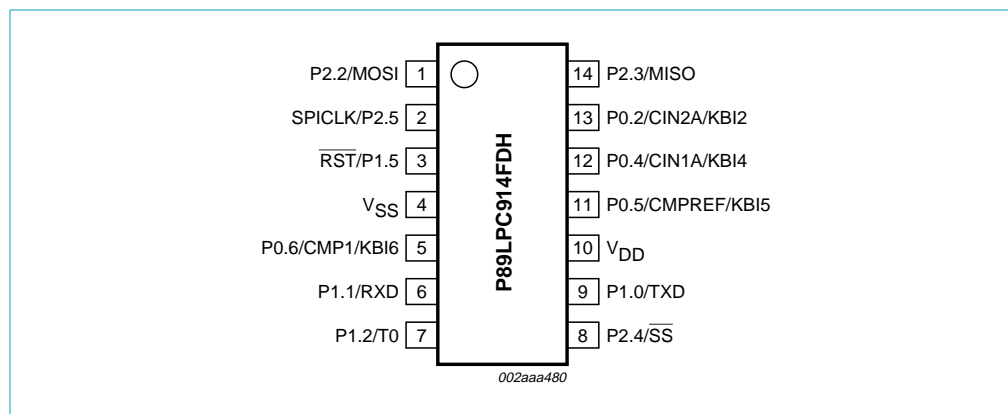 P2.2/MOSI 1 14 P2.3/MISO
SPICLK/P2.5 2 13 P0.2/CIN2A/KBI2
RST/P1.5 3 12 P0.4/CIN1A/KBI4
VSS 4 11 P0.5/CMPREF/KBI5
P0.6/CMP1/KBI6 5 10 VDD
P1.1/RXD 6 9 P1.0/TXD
P1.2/T0 7 8 P2.4/SS
P89LPC914FDH
002aaa480